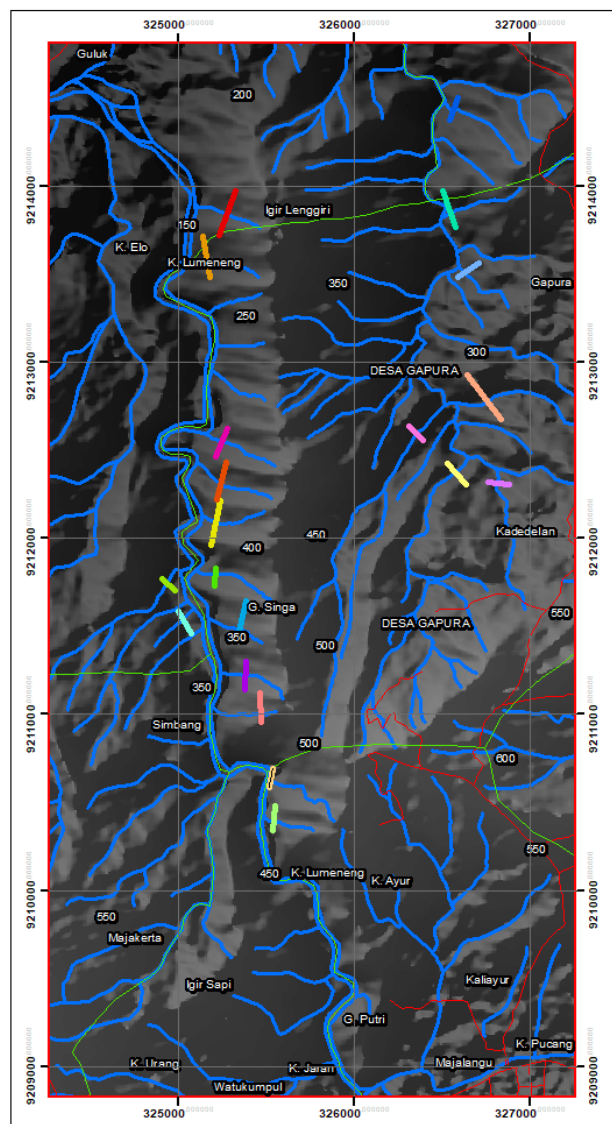 325000 326000 327000
Guluk
200
9214000 9214000
150
Igir Lenggiri
K. Elo
K. Lumeneng
350
Gapura
250
300
9213000 9213000
DESA GAPURA
450
Kadedelan
9212000 9212000
400
G. Singa
550
350
DESA GAPURA
500
350
Simbang
9211000 9211000
500
600
550
450
K. Lumeneng
K. Ayur
9210000 9210000
550
Majakerta
Igir Sapi
Kaliayur
G. Putri
K. Pucang
K. Urang
K. Jaran
Majalangu
9209000 9209000
Watukumpul
325000 326000 327000